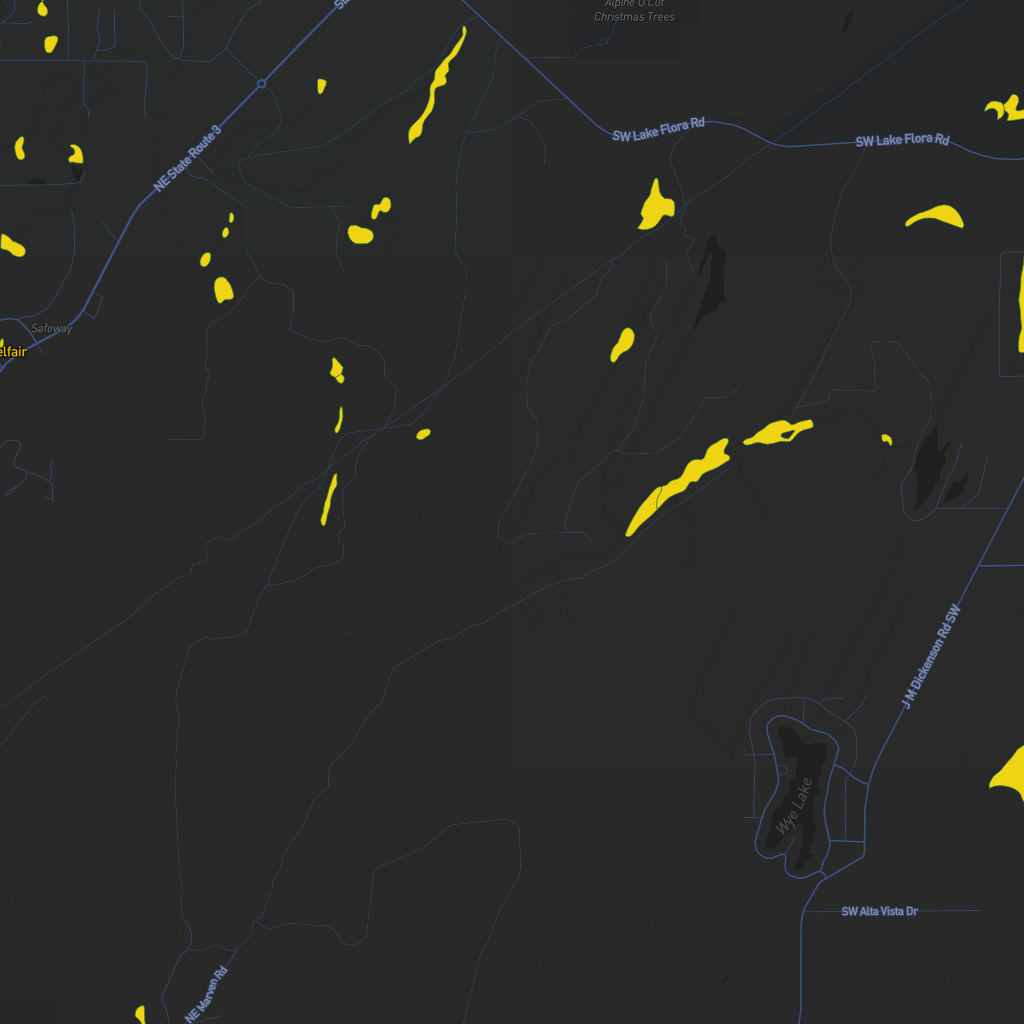 Alpine U Cut
Christmas Trees
SW Lake Flora Rd
SW Lake Flora Rd
NE State Route 3
Safeway
elfair
J M Dickenson Rd SW
Wye Lake
SW Alta Vista Dr
NE Marven Rd